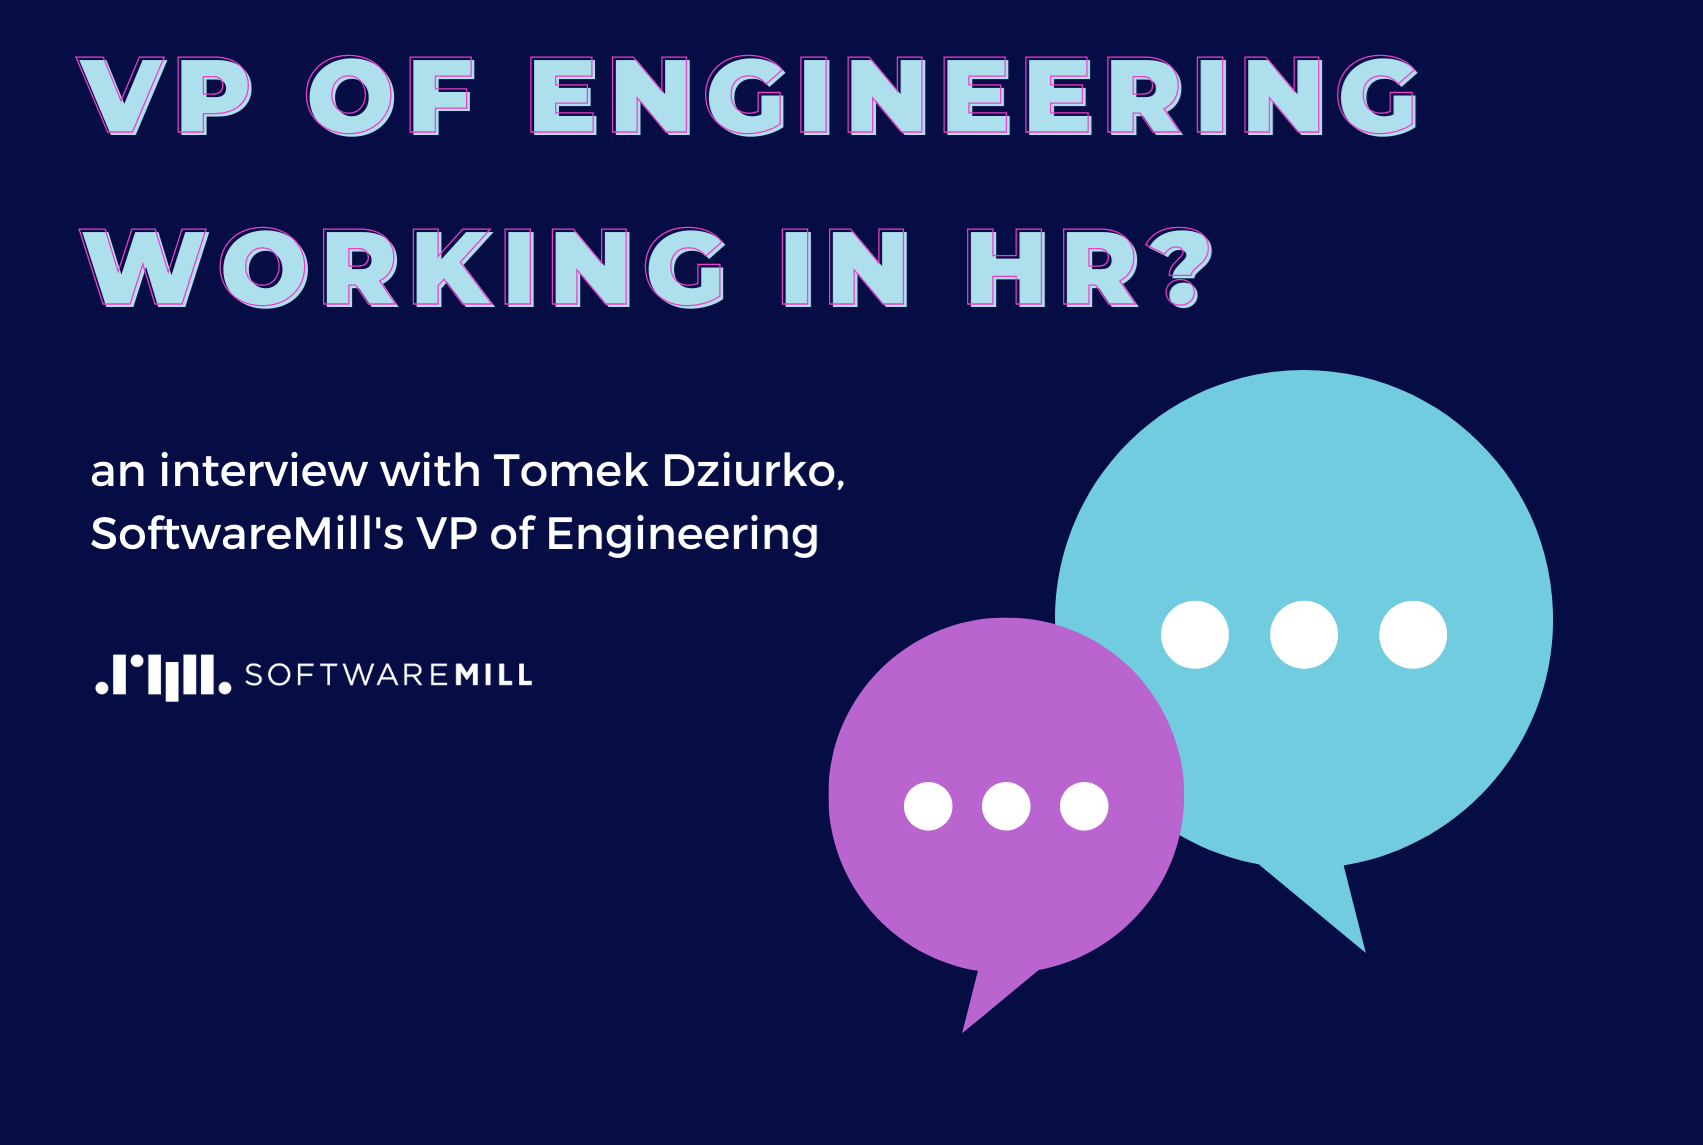 VP OF ENGINEERING
WORKING IN HR?
an interview with Tomek Dziurko,
SoftwareMill's VP of Engineering
SOFTWAREMILL